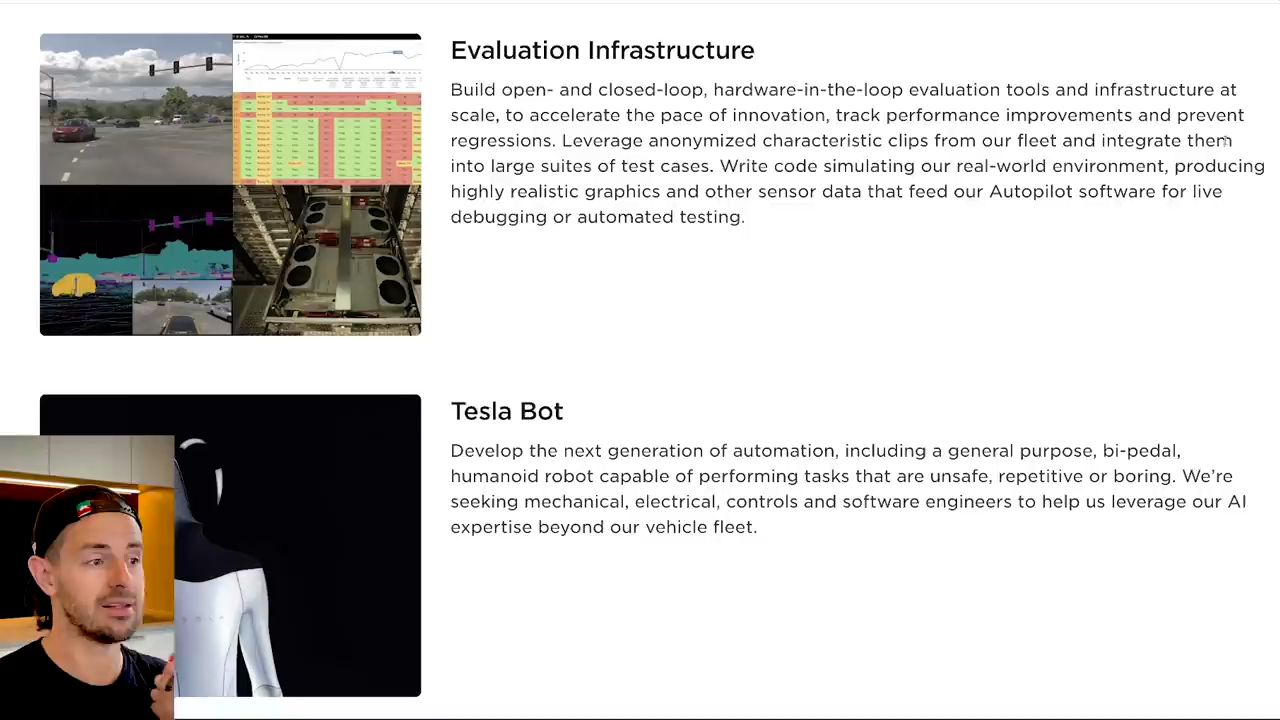 Evaluation Infrastructure
Build open- and closed-loop, hardware-in-the-loop evaluation tools and infrastructure at
scale, to accelerate the pace of innovation, track performance improvements and prevent
regressions. Leverage anonymized characteristic clips from our fleet and integrate them
into large suites of test cases. Write code simulating our real-world environment, producing
highly realistic graphics and other sensor data that feed our Autopilot software for live
debugging or automated testing.
Tesla Bot
Develop the next generation of automation, including a general purpose, bi-pedal,
humanoid robot capable of performing tasks that are unsafe, repetitive or boring. We're
seeking mechanical, electrical, controls and software engineers to help us leverage our AI
expertise beyond our vehicle fleet.